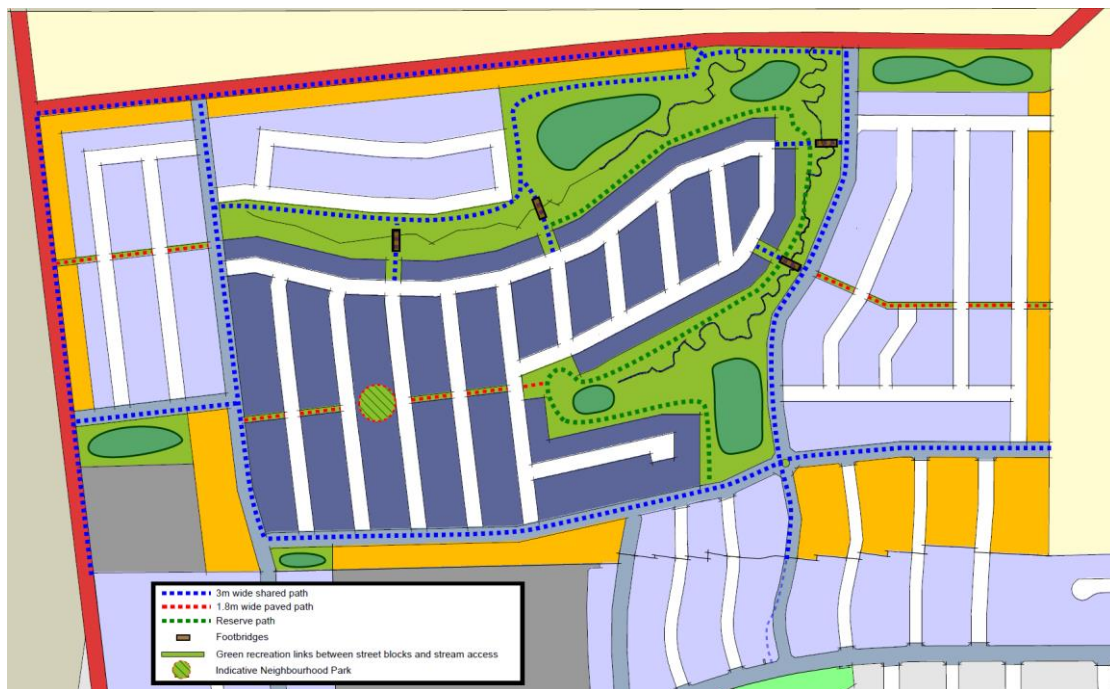 3m wide shared path
1.8m wide paved path
Reserve path
Footbridges
Green recreation links between street blocks and stream access
Indicative Neighbourhood Park